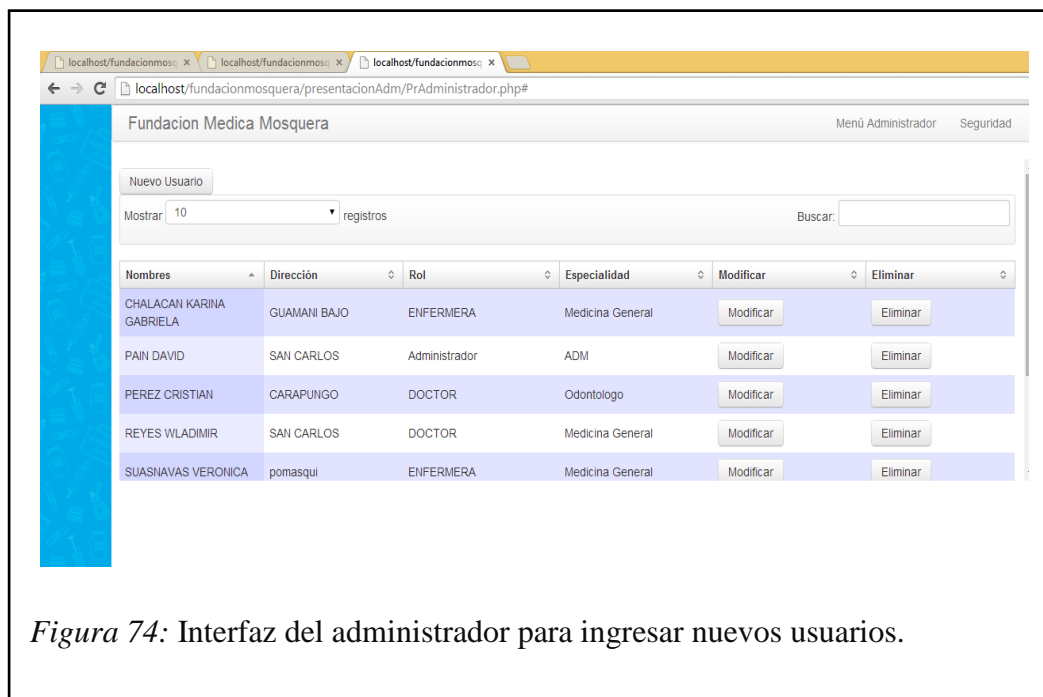 localhost/fundacionmosq × localhost/fundacionmosq × localhost/fundacionmosq ×
localhost/fundacionmosquera/presentacionAdm/PrAdministrador.php#
Fundacion Medica Mosquera Menú Administrador Seguridad
Nuevo Usuario
Mostrar 10 registros Buscar:
Nombres Dirección Rol Especialidad Modificar Eliminar
CHALACAN KARINA
GABRIELA GUAMANI BAJO ENFERMERA Medicina General Modificar Eliminar
PAIN DAVID SAN CARLOS Administrador ADM Modificar Eliminar
PEREZ CRISTIAN CARAPUNGO DOCTOR Odontologo Modificar Eliminar
REYES WLADIMIR SAN CARLOS DOCTOR Medicina General Modificar Eliminar
SUASNAVAS VERONICA pomasqui ENFERMERA Medicina General Modificar Eliminar
Figura 74: Interfaz del administrador para ingresar nuevos usuarios.